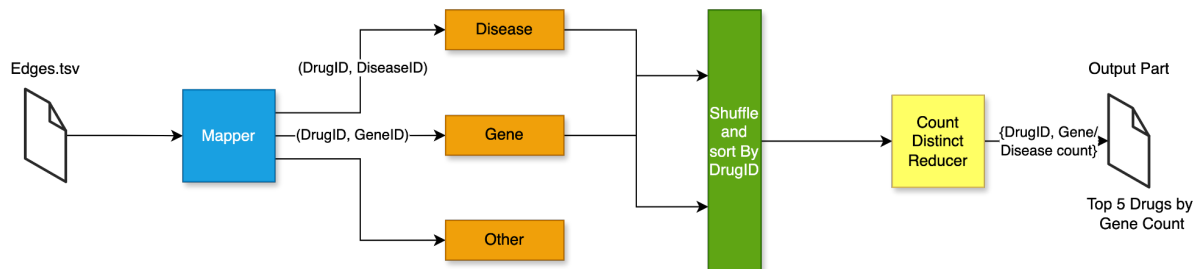 Edges.tsv
Mapper
(DrugID, DiseaseID)
(DrugID, GeneID)
Disease
Gene
Other
Shuffle
and
sort By
DrugID
Count
Distinct
Reducer
{DrugID, Gene/
Disease count}
Output Part
Top 5 Drugs by
Gene Count